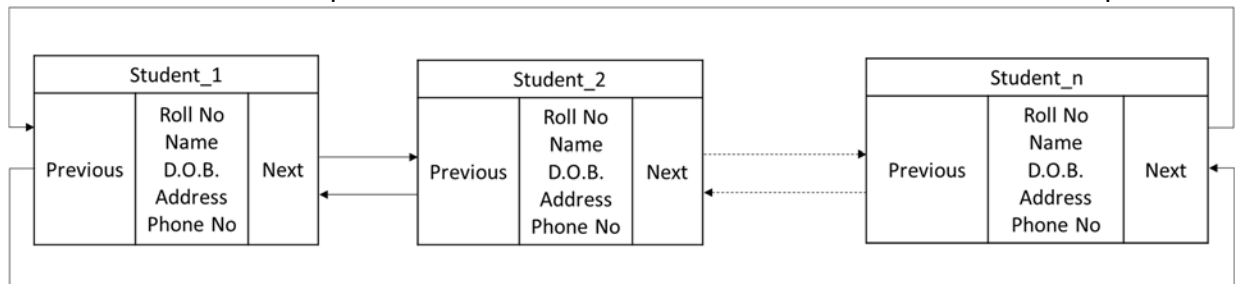 Student_1
Previous
Roll No
Name
D.O.B.
Address
Phone No
Next
Student_2
Previous
Roll No
Name
D.O.B.
Address
Phone No
Next
Student_n
Previous
Roll No
Name
D.O.B.
Address
Phone No
Next